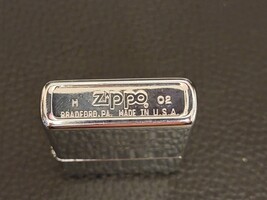 H zippo 02
BRADFORD,PA. MADE IN U.S.A